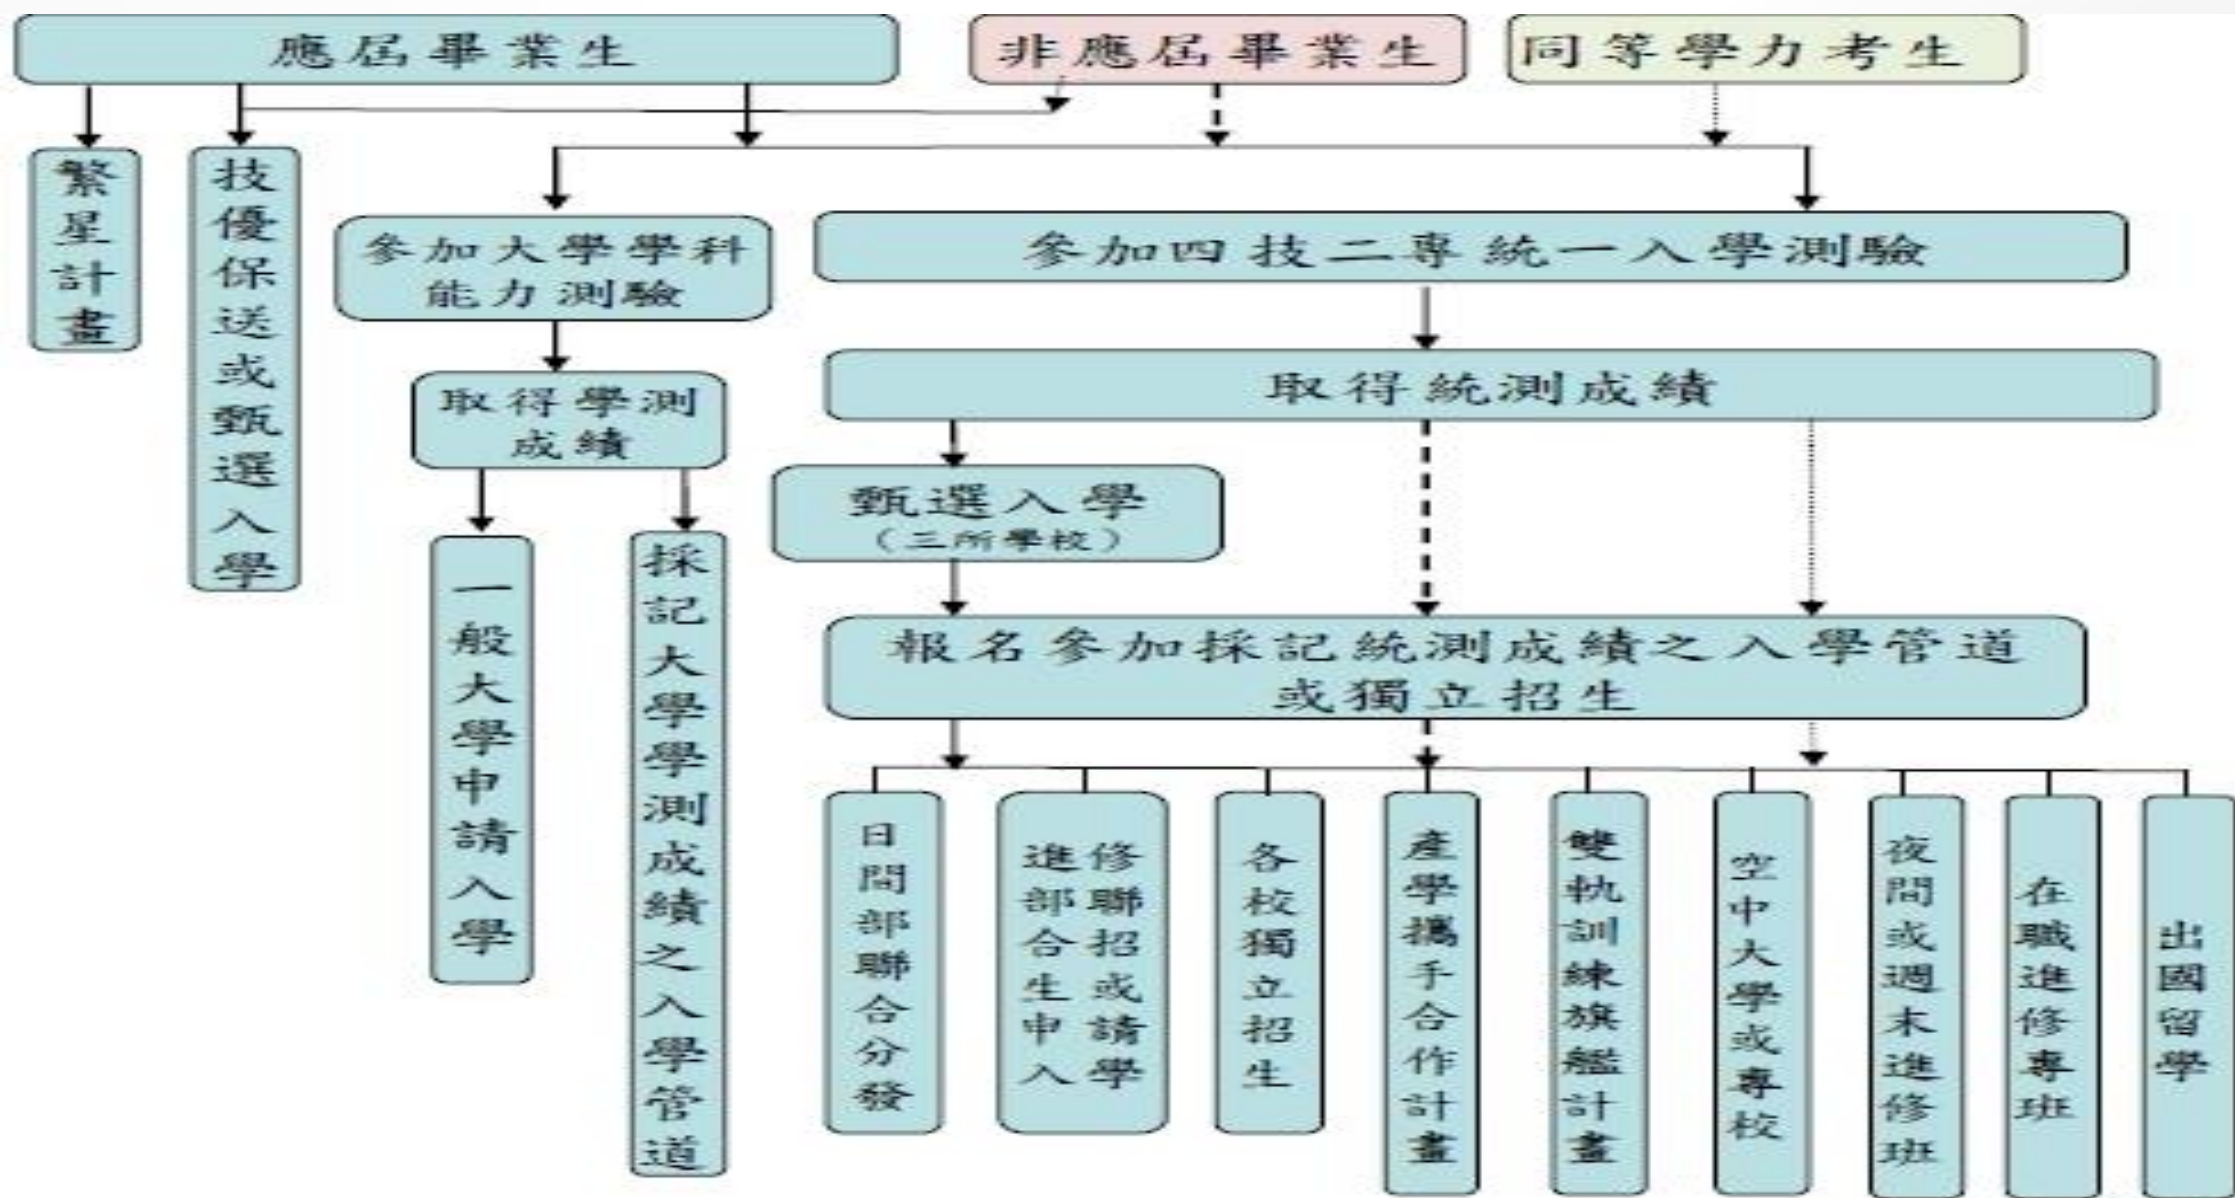 應屆畢業生
非應屆畢業生
同等學力考生
繁星計畫
技優保送或甄選入學
參加大學學科
能力測驗
參加四技二專統一入學測驗
取得學測
成績
取得統測成績
甄選入學
（三所學校）
一般大學申請入學
採記大學學測成績之入學管道
報名參加採記統測成績之入學管道
或獨立招生
日間部聯合分發
進修
部聯
合招
生或
申請
入學
各校獨立招生
產學攜手合作計畫
雙軌訓練旗艦計畫
空中大學或專校
夜間或週末進修班
在職進修專班
出國留學